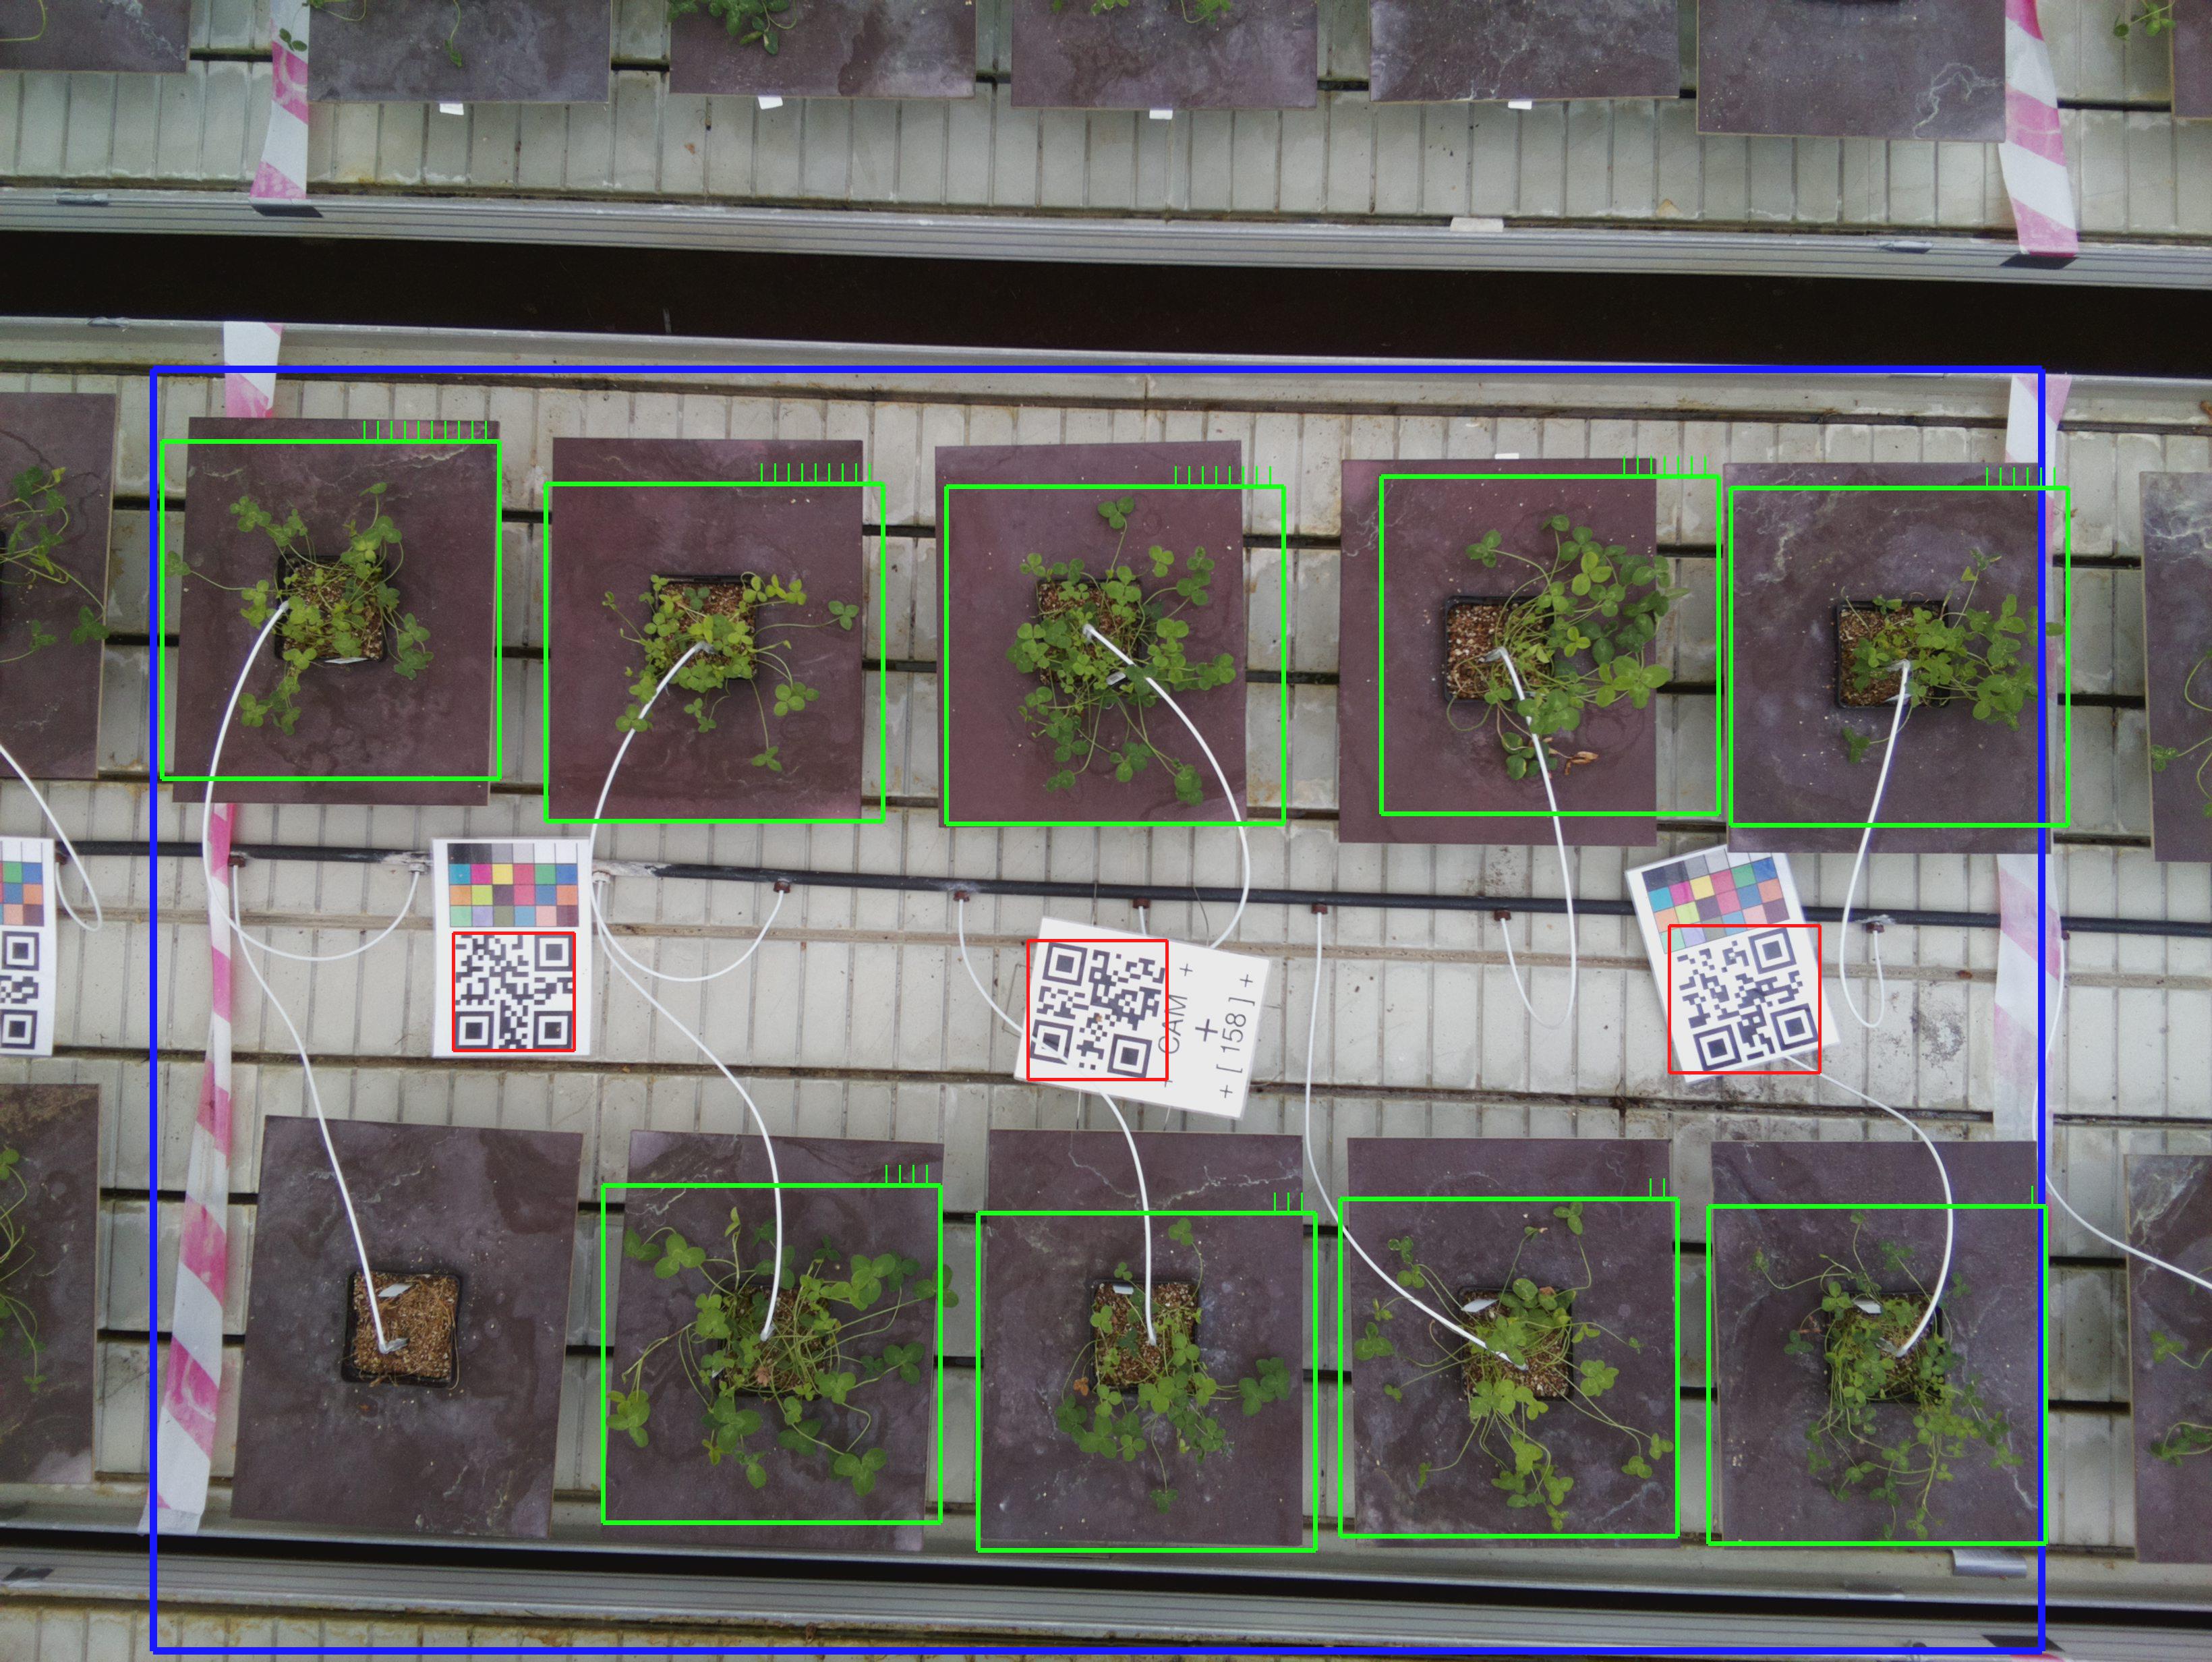 + CAM +
+
+ [ 158 ] +